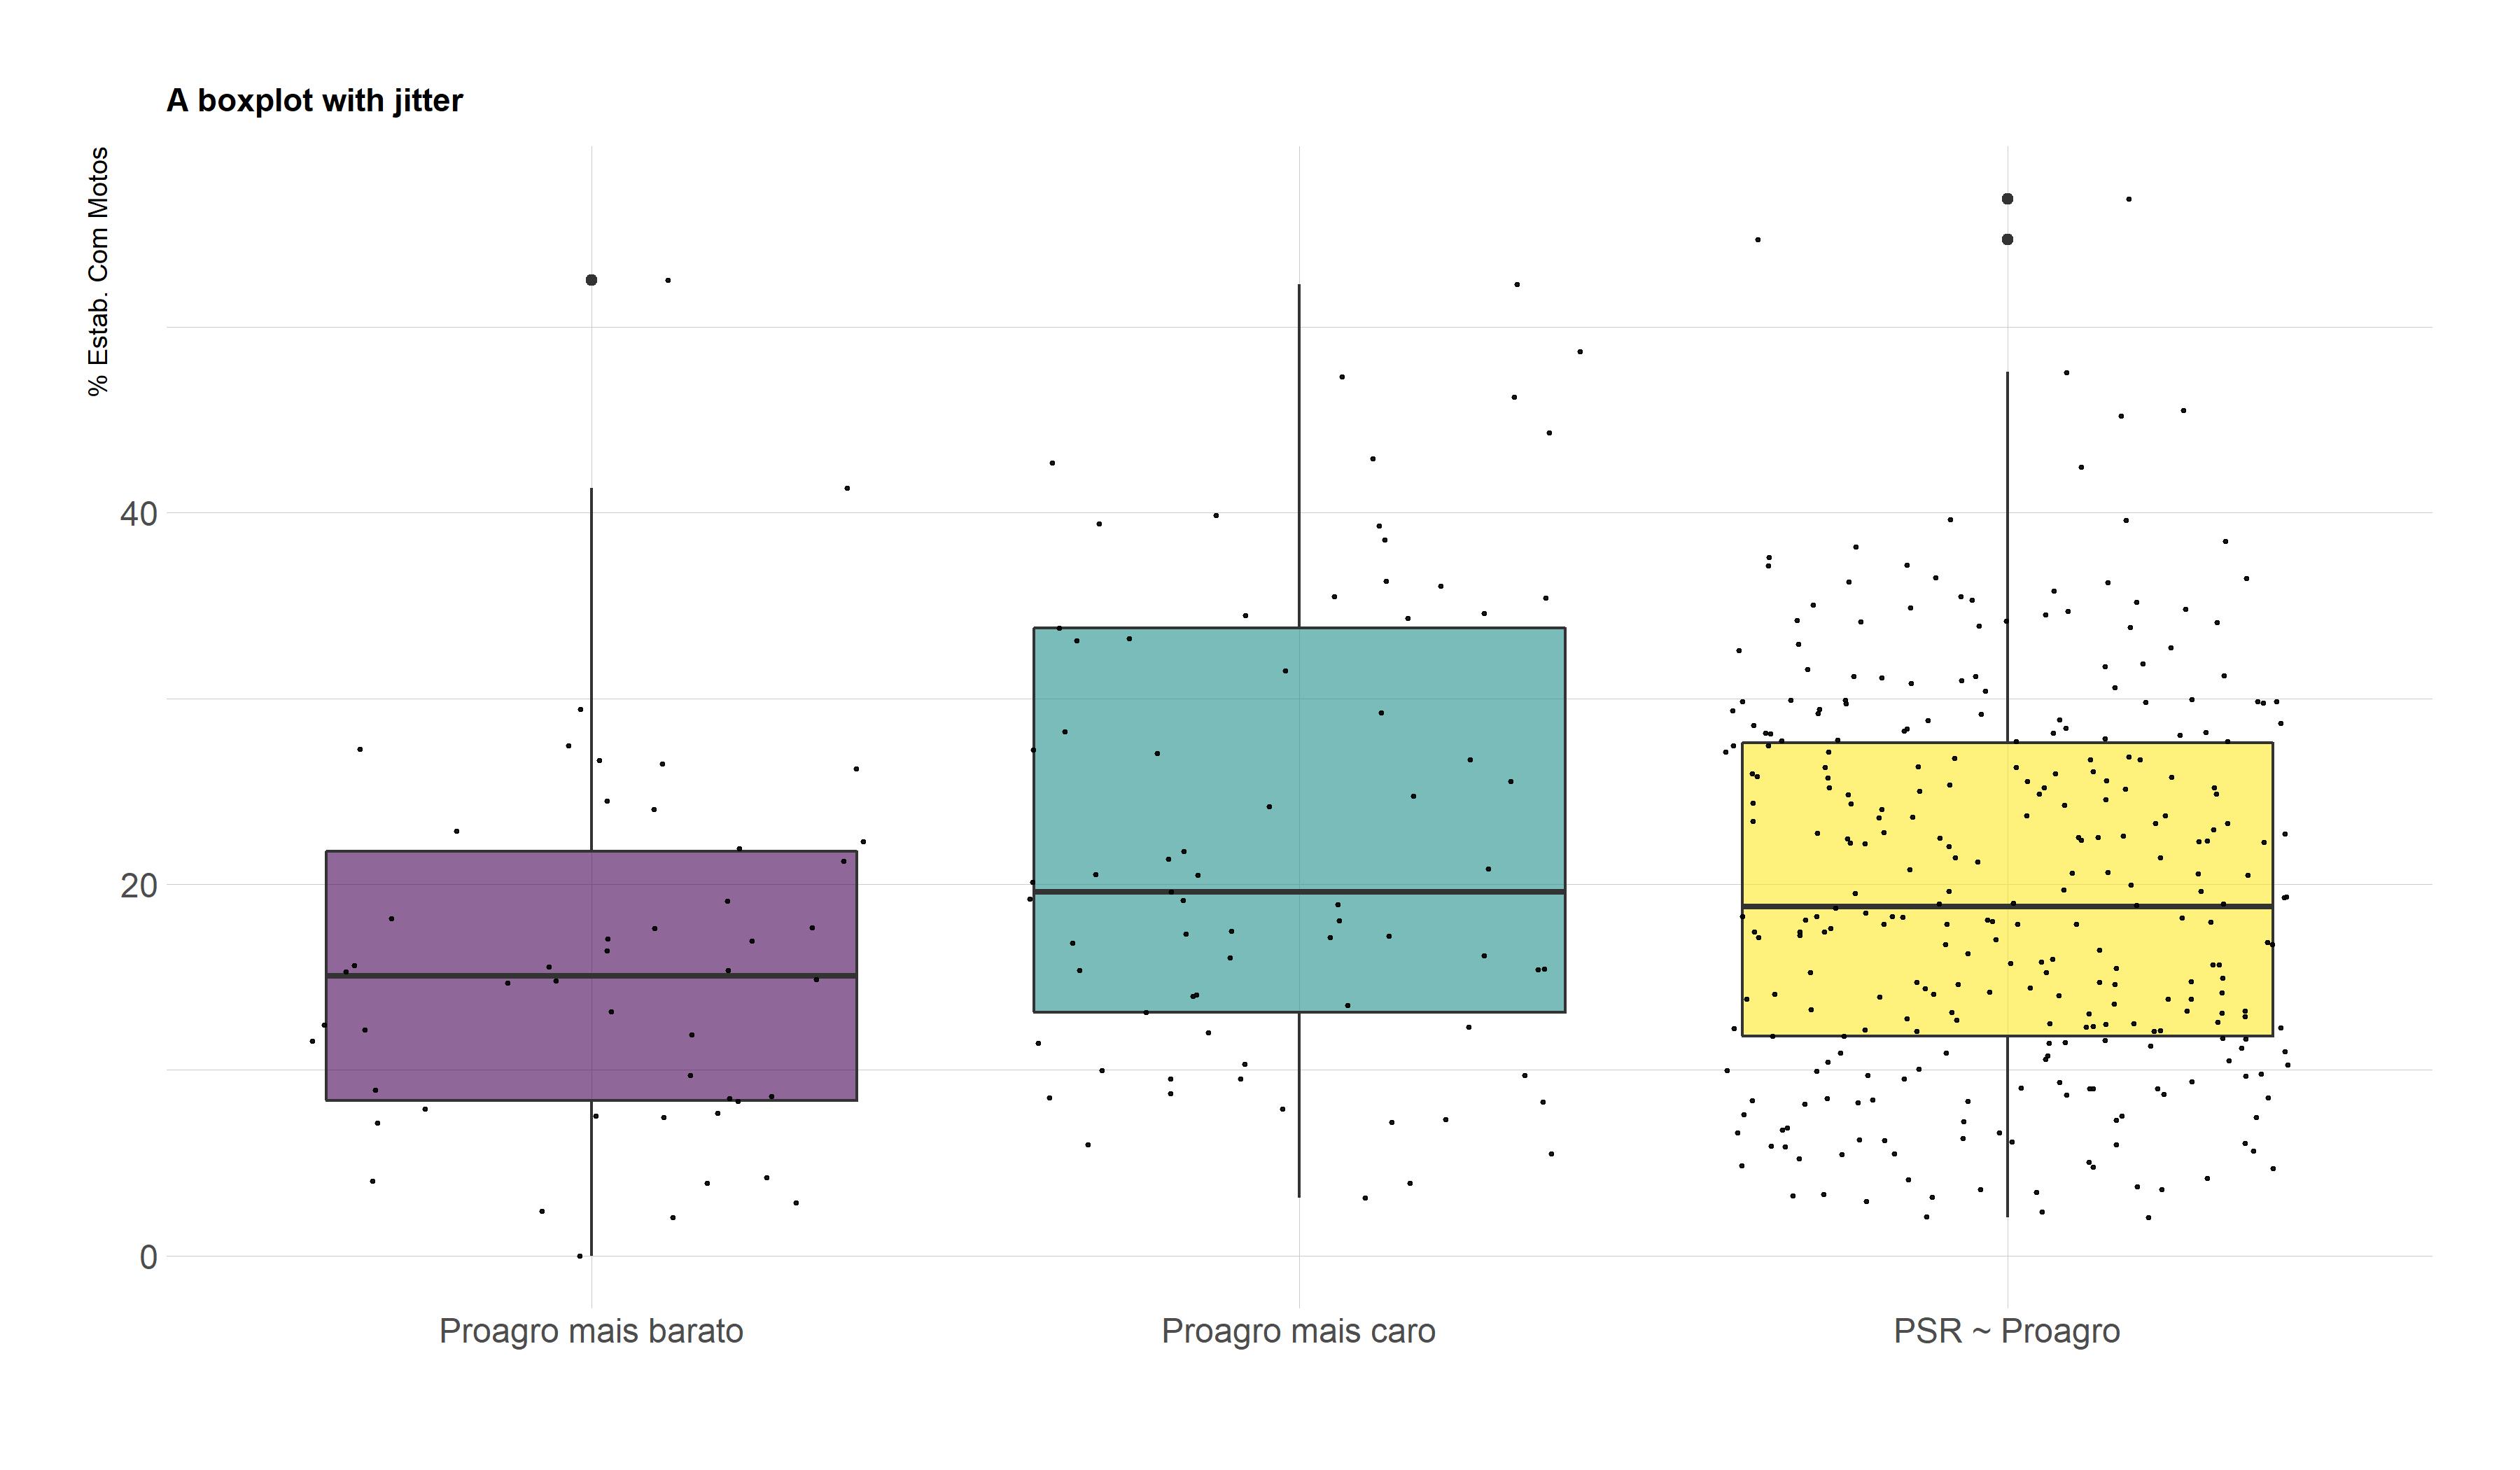 A boxplot with jitter
% Estab. Com Motos
40
20
0
Proagro mais barato
Proagro mais caro
PSR ~ Proagro